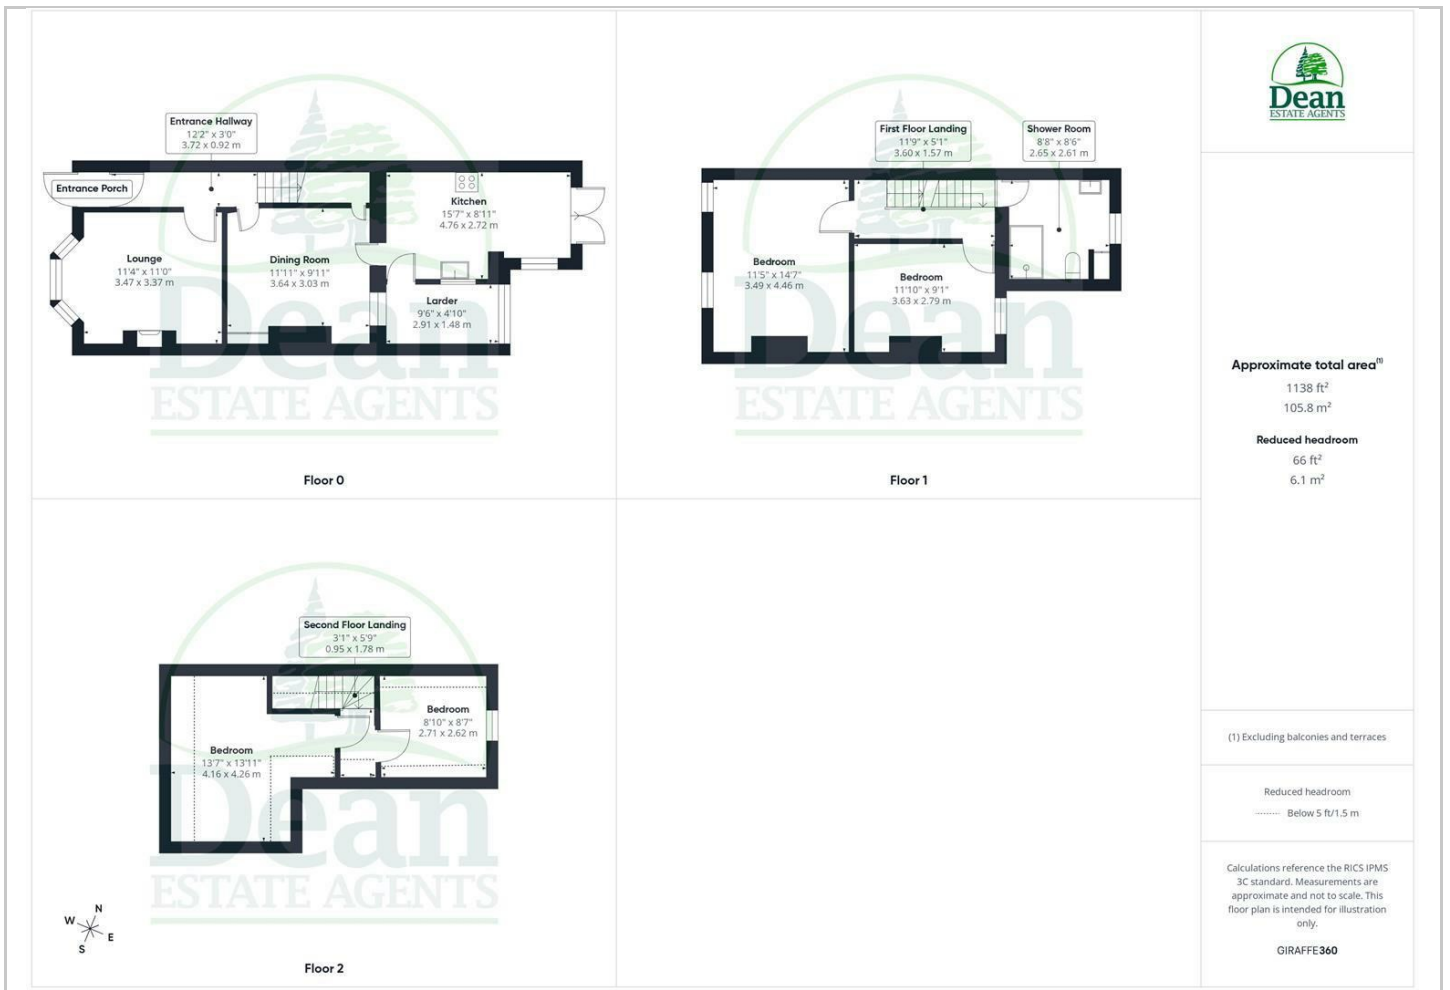 Entrance Hallway
12'2" x 3'0"
3.72 x 0.92 m
Entrance Porch
Kitchen
15'7" x 8'11"
4.76 x 2.72 m
Lounge
11'4" x 11'0"
3.47 x 3.37 m
Dining Room
11'11" x 9'11"
3.64 x 3.03 m
Larder
9'6" x 4'10"
2.91 x 1.48 m
Dean
ESTATE AGENTS
Floor 0
First Floor Landing
11'9" x 5'1"
3.60 x 1.57 m
Shower Room
8'8" x 8'6"
2.65 x 2.61 m
Bedroom
11'5" x 14'7"
3.49 x 4.46 m
Bedroom
11'10" x 9'1"
3.63 x 2.79 m
Dean
ESTATE AGENTS
Floor 1
Second Floor Landing
3'1" x 5'9"
0.95 x 1.78 m
Bedroom
8'10" x 8'7"
2.71 x 2.62 m
Bedroom
13'7" x 13'11"
4.16 x 4.26 m
Dean
ESTATE AGENTS
N
W
E
S
Floor 2
Dean
ESTATE AGENTS
Approximate total area(1)
1138 ft²
105.8 m²
Reduced headroom
66 ft²
6.1 m²
(1) Excluding balconies and terraces
Reduced headroom
Below 5 ft/1.5 m
Calculations reference the RICS IPMS
3C standard. Measurements are
approximate and not to scale. This
floor plan is intended for illustration
only.
GIRAFFE360